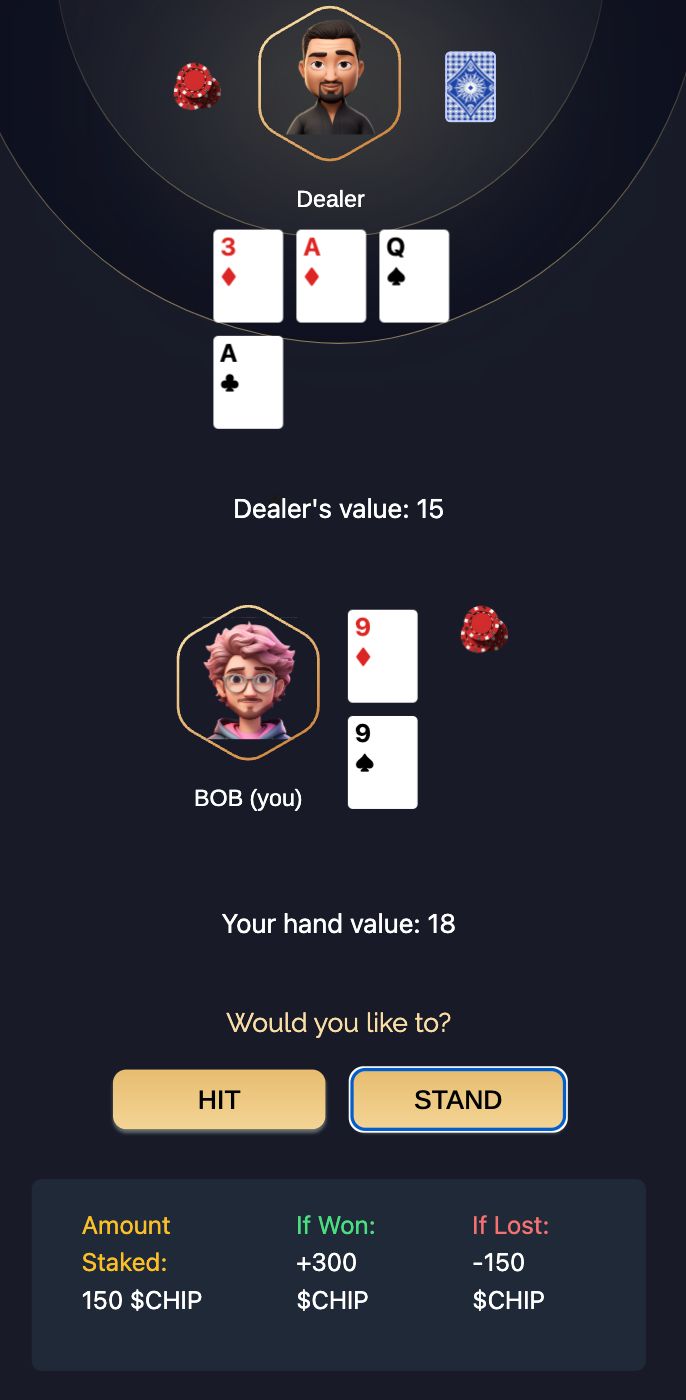 Dealer
3 A Q
A
Dealer's value: 15
9
9
BOB (you)
Your hand value: 18
Would you like to?
HIT STAND
Amount Staked: If Won: If Lost:
150 $CHIP +300 $CHIP -150 $CHIP